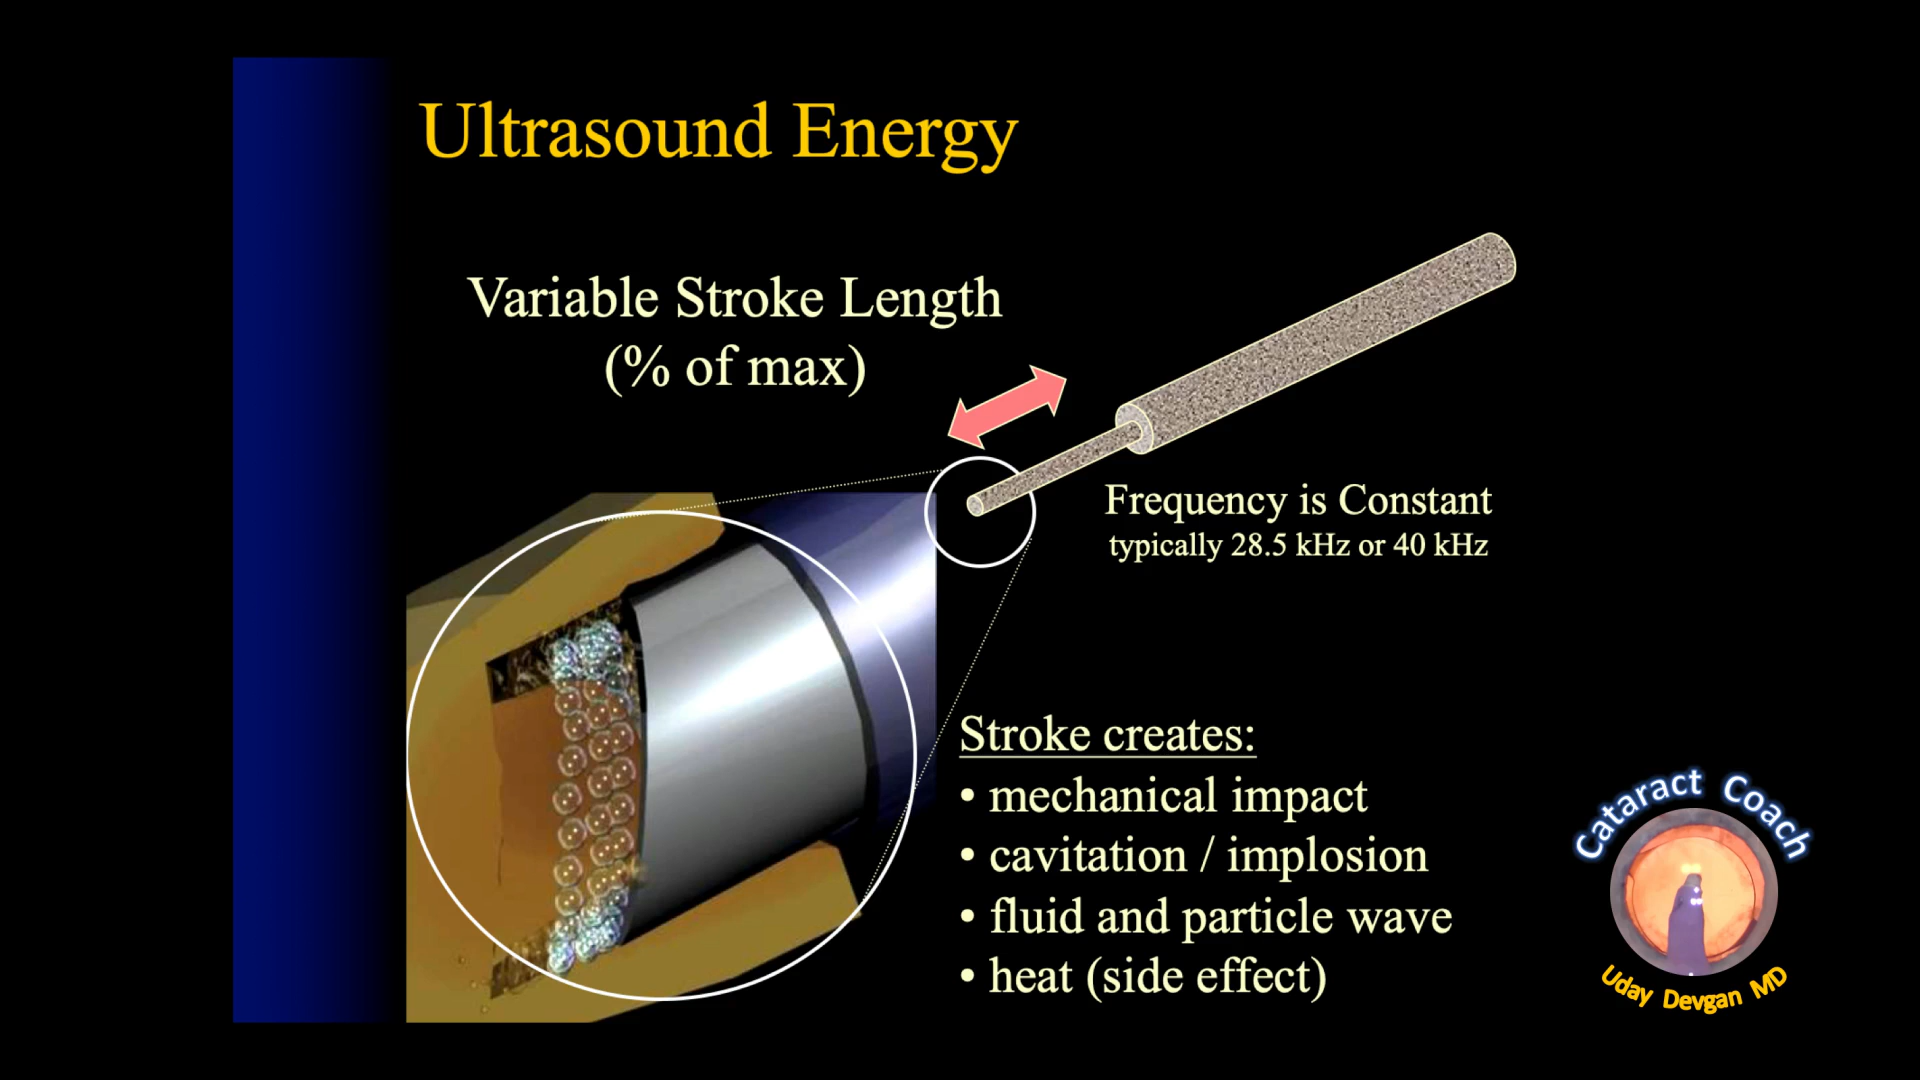 Ultrasound Energy
Variable Stroke Length
(% of max)
Frequency is Constant
typically 28.5 kHz or 40 kHz
Stroke creates:
• mechanical impact
• cavitation / implosion
• fluid and particle wave
• heat (side effect)
Cataract Coach
Uday Devgan MD